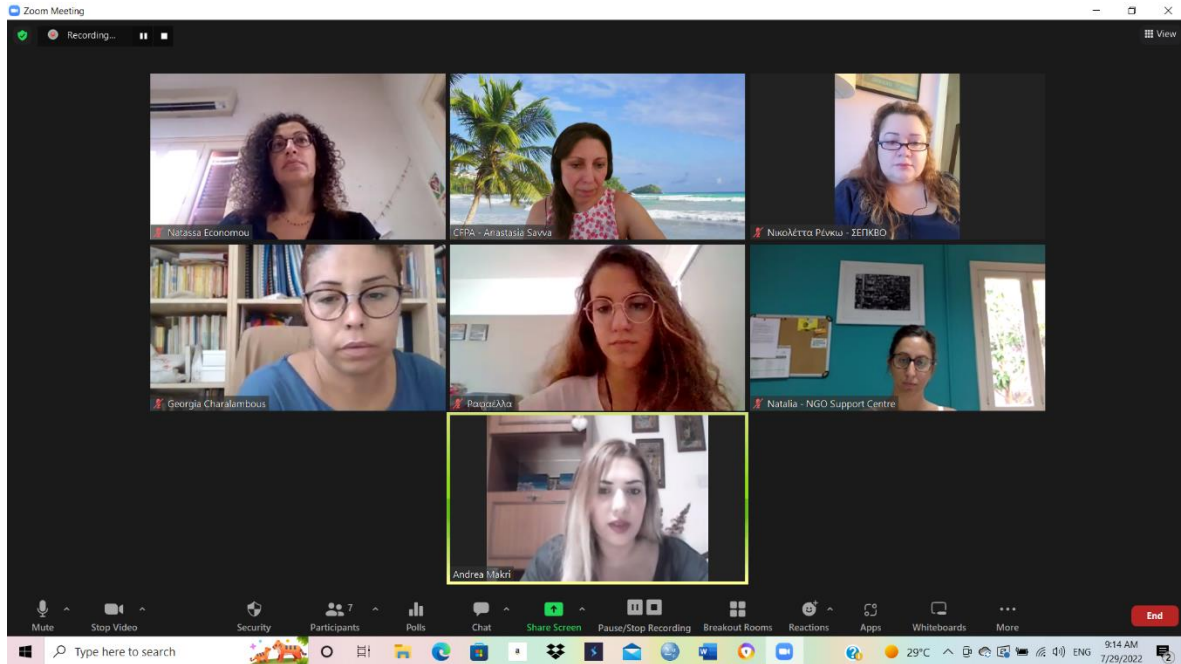 Zoom Meeting
Recording...
View
Natassa Economou
CFPA - Anastasia Savva
Νικολέττα Ρένκω - ΣΕΠΚΒΟ
Georgia Charalambous
Ραφαέλλα
Natalia - NGO Support Centre
Andrea Makri
7
Mute
Stop Video
Security
Participants
Polls
Chat
Share Screen
Pause/Stop Recording
Breakout Rooms
Reactions
Apps
Whiteboards
More
End
Type here to search
29°C
ENG
9:14 AM
7/29/2022
2